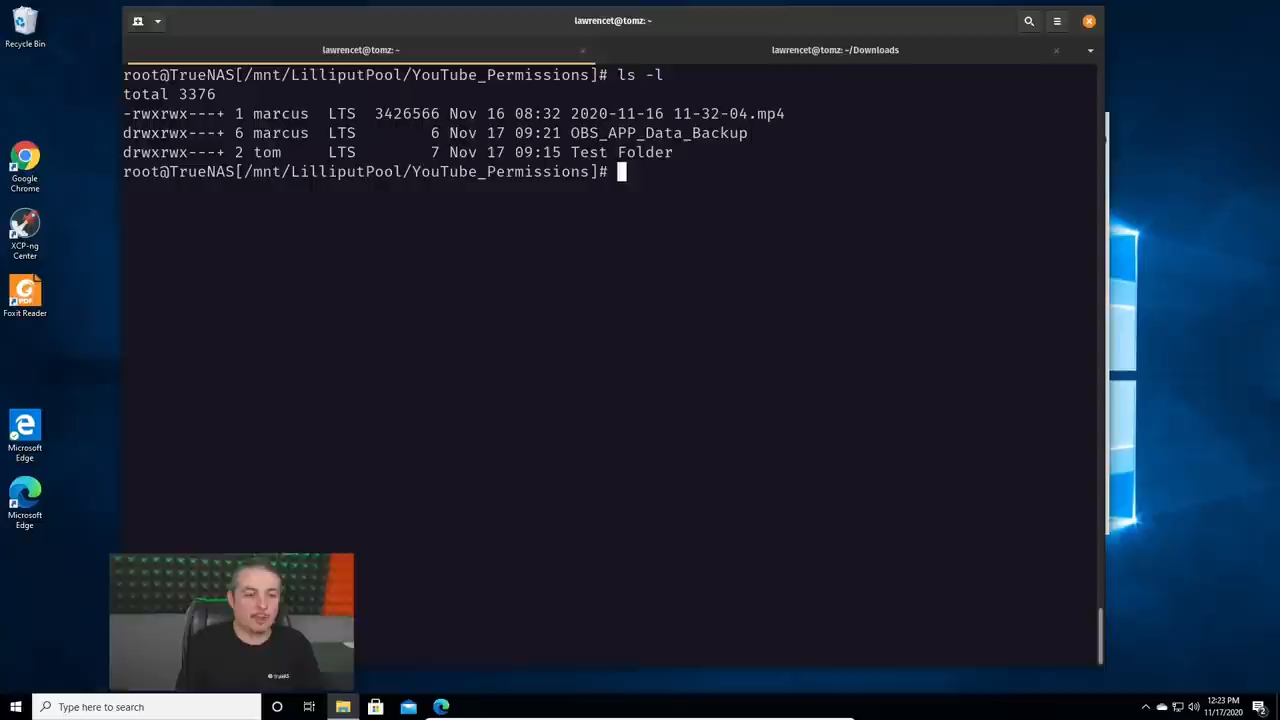 Recycle Bin
Google Chrome
XCP-ng Center
Foxit Reader
Microsoft Edge
Microsoft Edge
lawrencet@tomz: ~
lawrencet@tomz: ~
lawrencet@tomz: ~/Downloads
root@TrueNAS[/mnt/LilliputPool/YouTube_Permissions]# ls -l
total 3376
-rwxrwx---+ 1 marcus  LTS  3426566 Nov 16 08:32 2020-11-16 11-32-04.mp4
drwxrwx---+ 6 marcus  LTS        6 Nov 17 09:21 OBS_APP_Data_Backup
drwxrwx---+ 2 tom     LTS        7 Nov 17 09:15 Test Folder
root@TrueNAS[/mnt/LilliputPool/YouTube_Permissions]#
TrueNAS
Type here to search
12:23 PM
11/17/2020
2